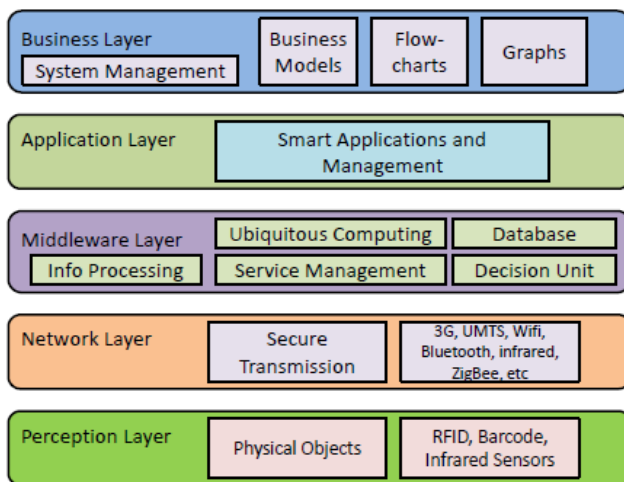 Business Layer
System Management
Business
Models
Flow-
charts
Graphs
Application Layer
Smart Applications and
Management
Middleware Layer
Info Processing
Ubiquitous Computing
Database
Service Management
Decision Unit
Network Layer
Secure
Transmission
3G, UMTS, Wifi,
Bluetooth, infrared,
ZigBee, etc
Perception Layer
Physical Objects
RFID, Barcode,
Infrared Sensors